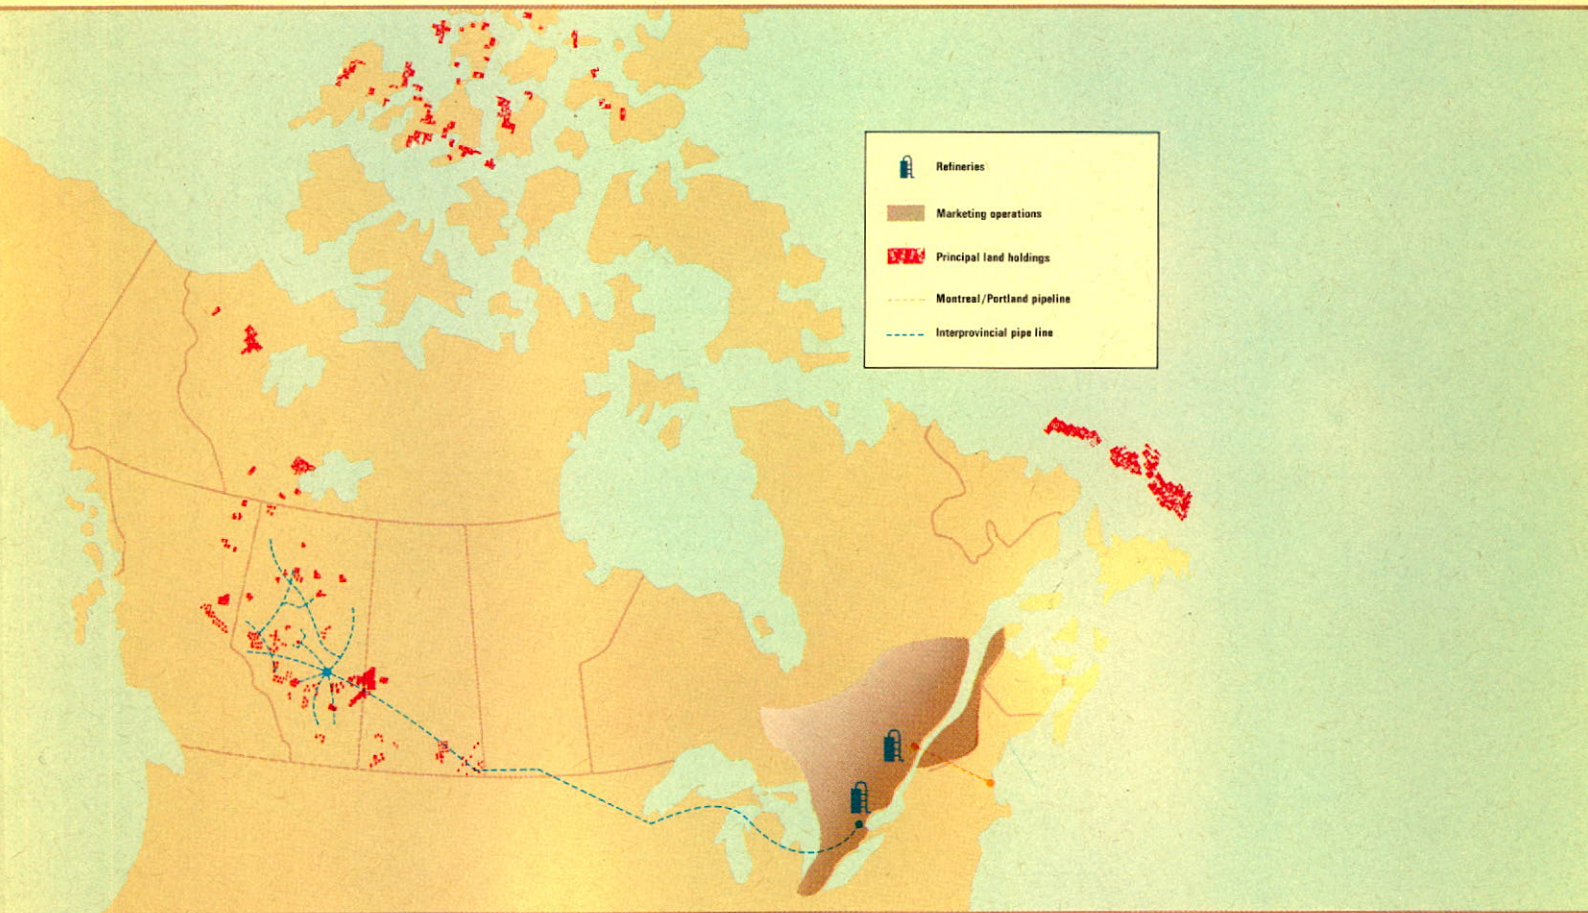 Refineries
Marketing operations
Principal land holdings
Montreal/Portland pipeline
Interprovincial pipe line